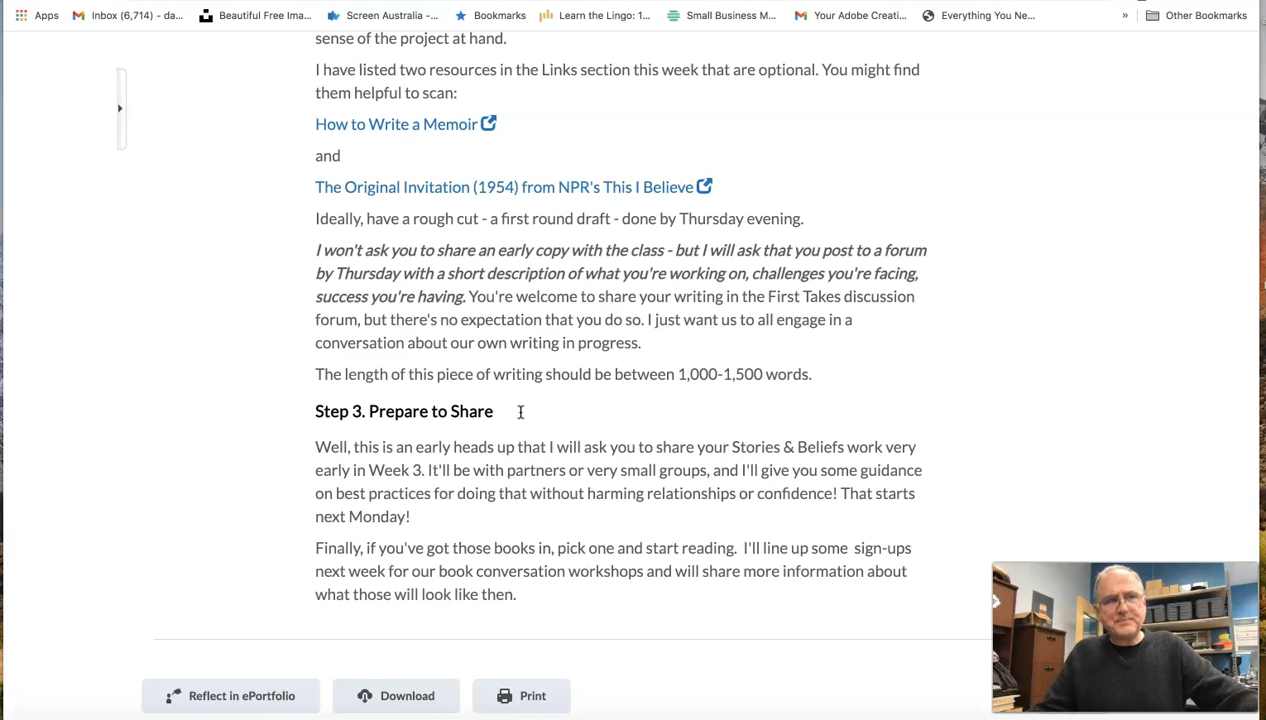 Apps
Inbox (6,714) - da...
Beautiful Free Ima...
Screen Australia -...
Bookmarks
Learn the Lingo: 1...
Small Business M...
Your Adobe Creati...
Everything You Ne...
»
Other Bookmarks
sense of the project at hand.
I have listed two resources in the Links section this week that are optional. You might find
them helpful to scan:
How to Write a Memoir
and
The Original Invitation (1954) from NPR's This I Believe
Ideally, have a rough cut - a first round draft - done by Thursday evening.
I won't ask you to share an early copy with the class - but I will ask that you post to a forum
by Thursday with a short description of what you're working on, challenges you're facing,
success you're having. You're welcome to share your writing in the First Takes discussion
forum, but there's no expectation that you do so. I just want us to all engage in a
conversation about our own writing in progress.
The length of this piece of writing should be between 1,000-1,500 words.
Step 3. Prepare to Share
Well, this is an early heads up that I will ask you to share your Stories & Beliefs work very
early in Week 3. It'll be with partners or very small groups, and I'll give you some guidance
on best practices for doing that without harming relationships or confidence! That starts
next Monday!
Finally, if you've got those books in, pick one and start reading.  I'll line up some  sign-ups
next week for our book conversation workshops and will share more information about
what those will look like then.
Reflect in ePortfolio
Download
Print